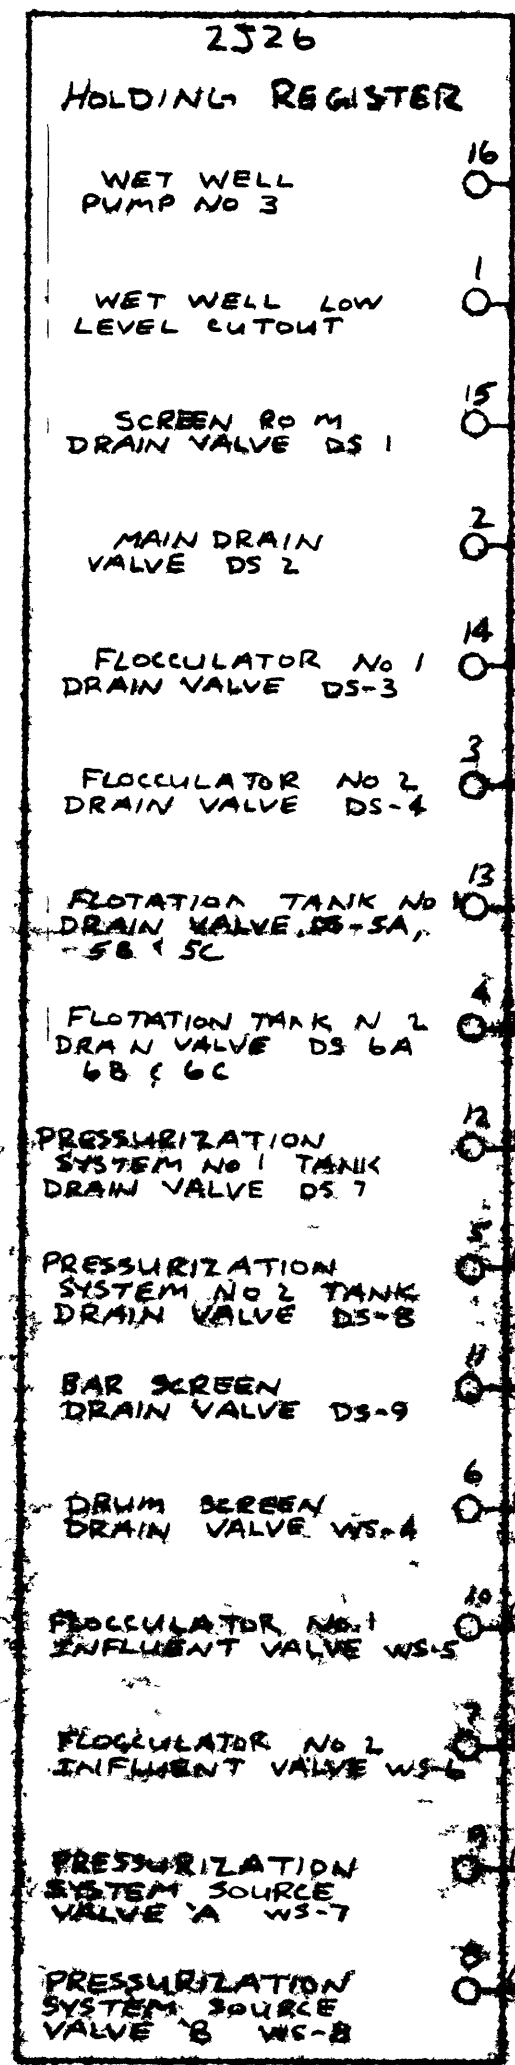 2526
HOLDING REGISTER
16
WET WELL
PUMP NO 3
1
WET WELL LOW
LEVEL CUTOUT
15
SCREEN RO M
DRAIN VALVE DS 1
2
MAIN DRAIN
VALVE DS 2
14
FLOCCULATOR No 1
DRAIN VALVE DS-3
3
FLOCCULATOR NO 2
DRAIN VALVE DS-4
13
FLOTATION TANK NO 1
DRAIN VALVE DS-5A,
-5B & 5C
4
FLOTATION TANK N 2
DRA N VALVE DS 6A
6B & 6C
12
PRESSURIZATION
SYSTEM NO 1 TANK
DRAIN VALVE DS 7
5
PRESSURIZATION
SYSTEM NO 2 TANK
DRAIN VALVE DS-8
11
BAR SCREEN
DRAIN VALVE DS-9
6
DRUM SCREEN
DRAIN VALVE WS-4
10
FLOCCULATOR NO. 1
INFLUENT VALVE WS-5
7
FLOCCULATOR No 2
INFLUENT VALVE WS-6
PRESSURIZATION
SYSTEM SOURCE
VALVE 'A WS-7
PRESSURIZATION
SYSTEM SOURCE
VALVE 'B WS-8